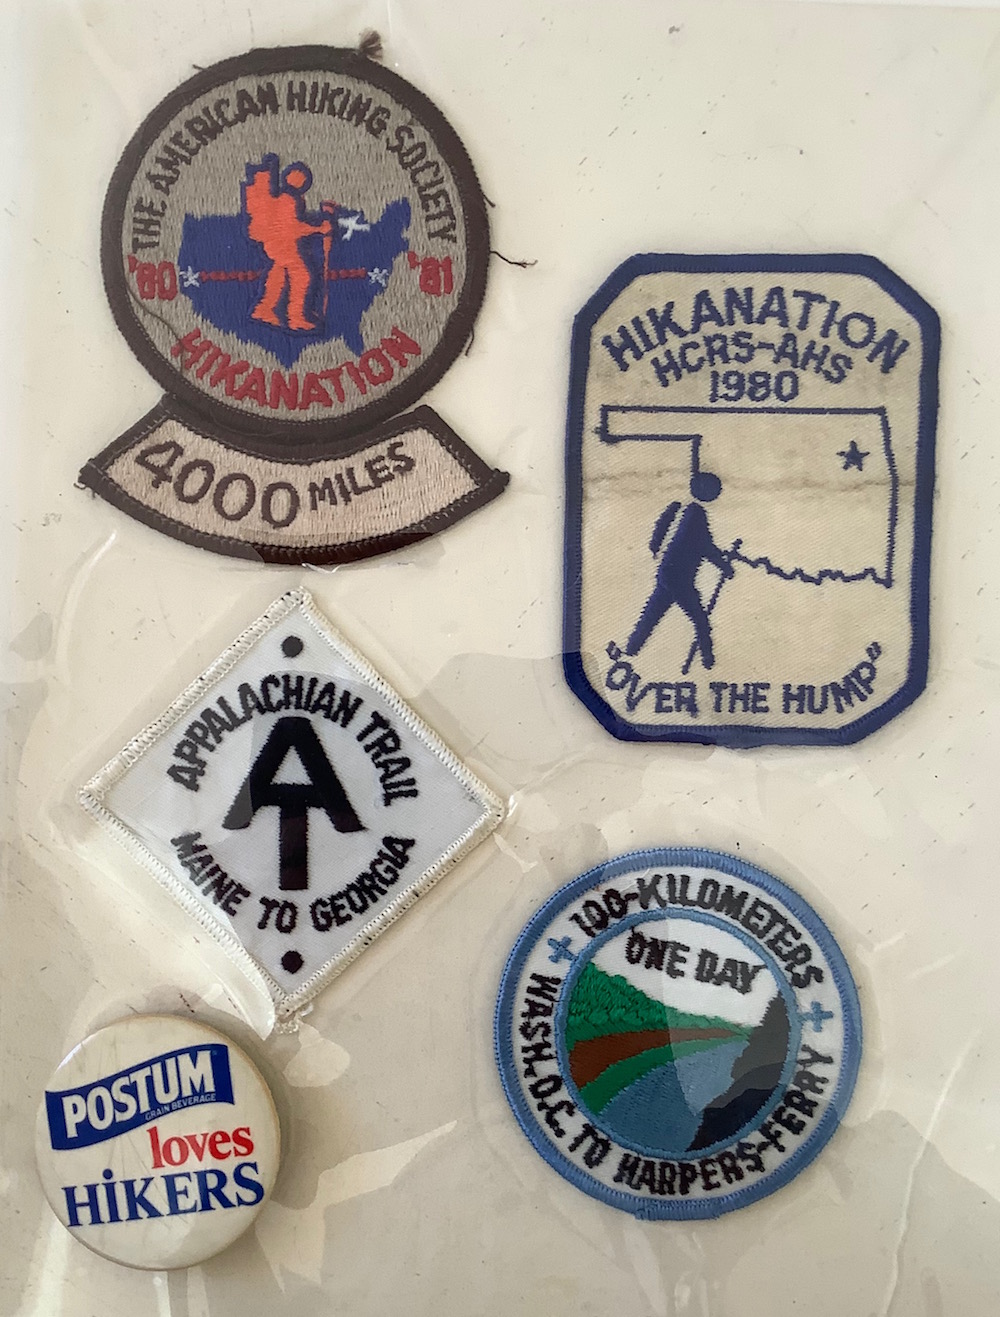 THE AMERICAN HIKING SOCIETY
'80 '81
HIKANATION
4000 MILES
HIKANATION
HCRS-AHS
1980
"OVER THE HUMP"
APPALACHIAN TRAIL
AT
MAINE TO GEORGIA
100-KILOMETERS
ONE DAY
WASH.D.C. TO HARPERS-FERRY
POSTUM
GRAIN BEVERAGE
loves
HiKERS